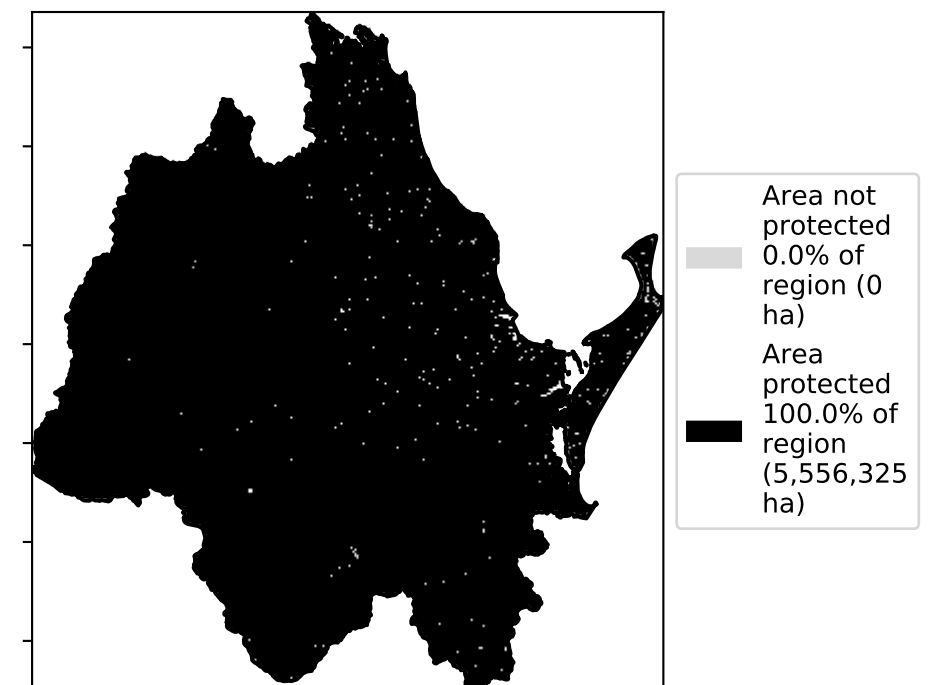 Area not
protected
0.0% of
region (0
ha)
Area
protected
100.0% of
region
(5,556,325
ha)